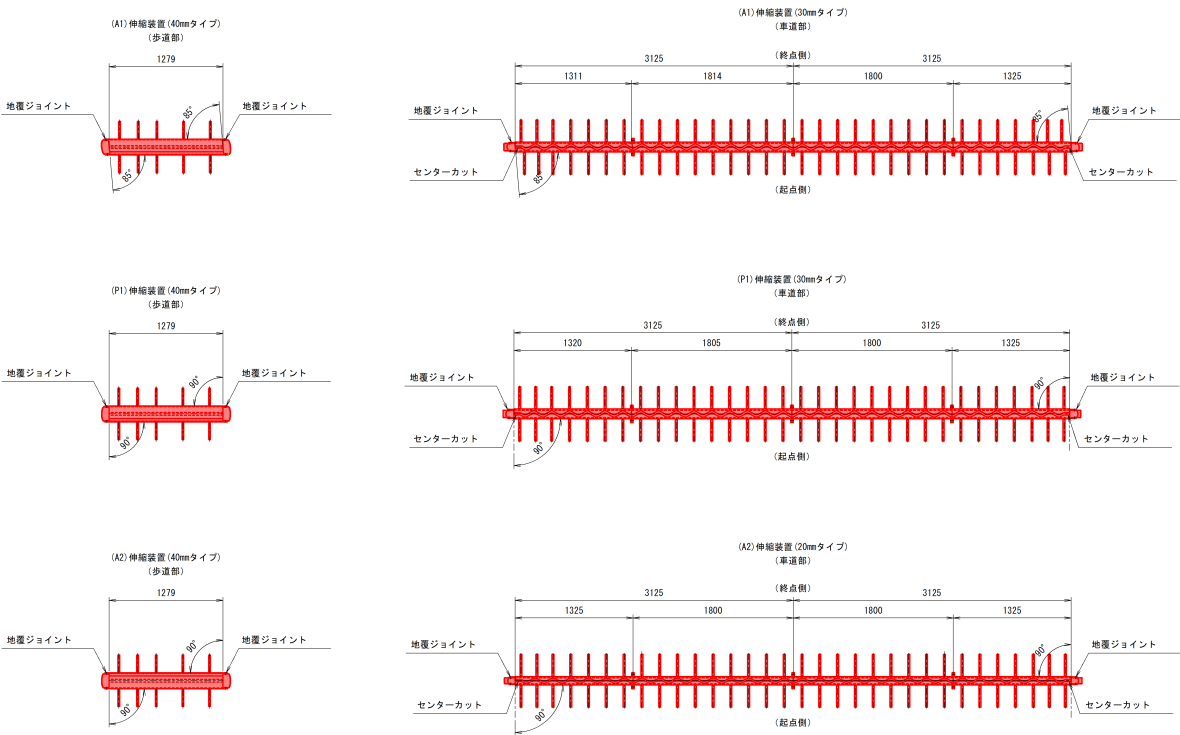 (A1)伸縮装置(40mmタイプ)
(歩道部)
1279
地覆ジョイント
地覆ジョイント
85°
85°
(A1)伸縮装置(30mmタイプ)
(車道部)
(終点側)
3125
3125
1311
1814
1800
1325
地覆ジョイント
地覆ジョイント
85°
センターカット
センターカット
85°
(起点側)
(P1)伸縮装置(40mmタイプ)
(歩道部)
1279
地覆ジョイント
地覆ジョイント
90°
90°
(P1)伸縮装置(30mmタイプ)
(車道部)
(終点側)
3125
3125
1320
1805
1800
1325
地覆ジョイント
地覆ジョイント
90°
センターカット
センターカット
90°
(起点側)
(A2)伸縮装置(40mmタイプ)
(歩道部)
1279
地覆ジョイント
地覆ジョイント
90°
90°
(A2)伸縮装置(20mmタイプ)
(車道部)
(終点側)
3125
3125
1325
1800
1800
1325
地覆ジョイント
地覆ジョイント
90°
センターカット
センターカット
90°
(起点側)